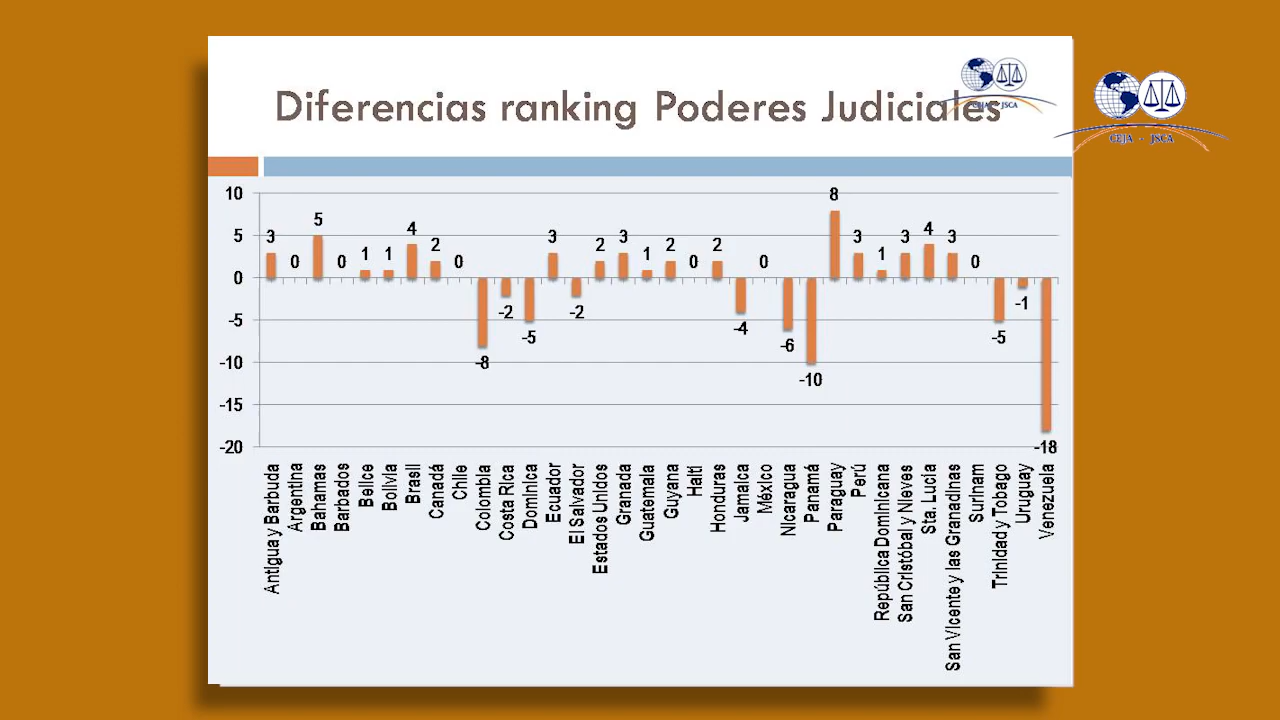 Diferencias ranking Poderes Judiciales
CEJA - JSCA
CEJA - JSCA
10
5
0
-5
-10
-15
-20
3
0
5
0
1
1
4
2
0
-8
-2
-5
3
-2
2
3
1
2
0
2
-4
0
-6
-10
8
3
1
3
4
3
0
-5
-1
-18
Antigua y Barbuda
Argentina
Bahamas
Barbados
Belice
Bolivia
Brasil
Canadá
Chile
Colombia
Costa Rica
Dominica
Ecuador
El Salvador
Estados Unidos
Granada
Guatemala
Guyana
Haití
Honduras
Jamaica
México
Nicaragua
Panamá
Paraguay
Perú
República Dominicana
San Cristóbal y Nieves
Sta. Lucía
San Vicente y las Granadinas
Surinam
Trinidad y Tobago
Uruguay
Venezuela